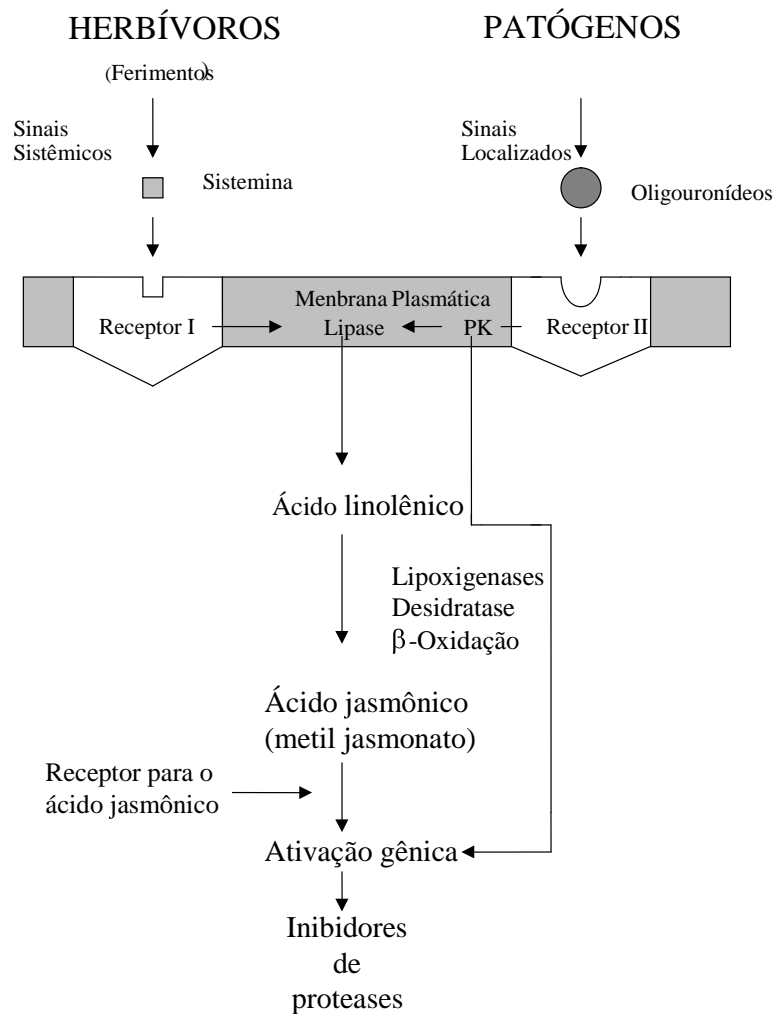 HERBÍVOROS
(Ferimentos)
PATÓGENOS
Sinais
Sistêmicos
Sistemina
Sinais
Localizados
Oligouronídeos
Menbrana Plasmática
Receptor I
Lipase
PK
Receptor II
Ácido linolênico
Lipoxigenases
Desidratase
β-Oxidação
Ácido jasmônico
(metil jasmonato)
Receptor para o
ácido jasmônico
Ativação gênica
Inibidores
de
proteases